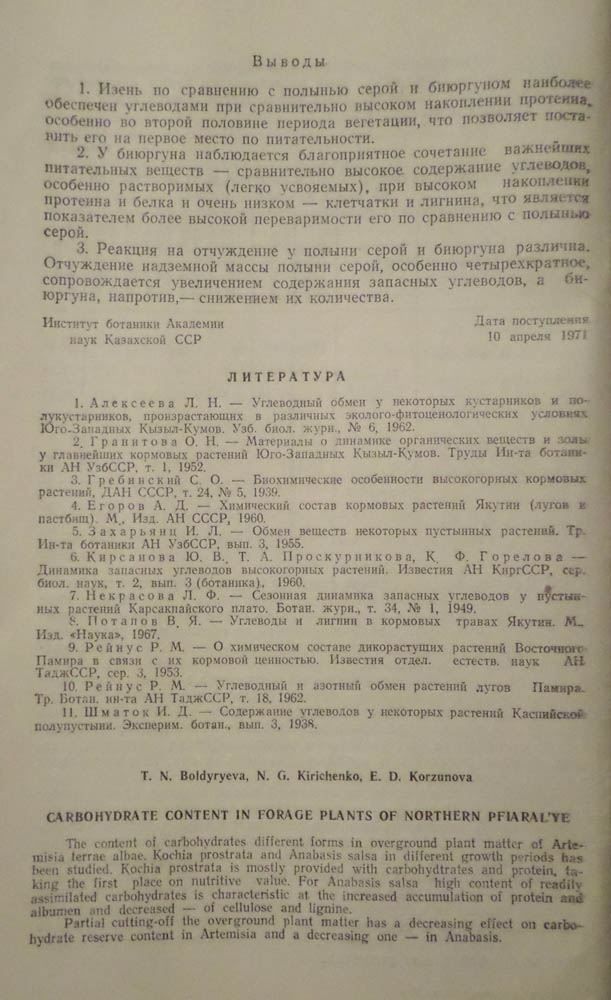 Выводы
1. Изень по сравнению с полынью серой и биюргуном наиболее
обеспечен углеводами при сравнительно высоком накоплении протеина,
особенно во второй половине периода вегетации, что позволяет поста-
вить его на первое место по питательности.
2. У биюргуна наблюдается благоприятное сочетание важнейших
питательных веществ — сравнительно высокое содержание углеводов,
особенно растворимых (легко усвояемых), при высоком накоплении
протеина и белка и очень низком — клетчатки и лигнина, что является
показателем более высокой переваримости его по сравнению с полынью
серой.
3. Реакция на отчуждение у полыни серой и биюргуна различна.
Отчуждение надземной массы полыни серой, особенно четырехкратное,
сопровождается увеличением содержания запасных углеводов, а би-
юргуна, напротив,— снижением их количества.
Институт ботаники Академии
наук Казахской ССР
Дата поступления
10 апреля 1971
ЛИТЕРАТУРА
1. Алексеева Л. Н. — Углеводный обмен у некоторых кустарников и по-
лукустарников, произрастающих в различных эколого-фитоценологических условиях
Юго-Западных Кызыл-Кумов. Узб. биол. журн., № 6, 1962.
2. Гранитова О. Н. — Материалы о динамике органических веществ и золы
у главнейших кормовых растений Юго-Западных Кызыл-Кумов. Труды Ин-та ботани-
ки АН УзбССР, т. 1, 1952.
3. Гребинский С. О. — Биохимические особенности высокогорных кормовых
растений, ДАН СССР, т. 24, № 5, 1939.
4. Егоров А. Д. — Химический состав кормовых растений Якутии (лугов и
пастбищ). М., Изд. АН СССР, 1960.
5. Захарьянц И. Л. — Обмен веществ некоторых пустынных растений. Тр.
Ин-та ботаники АН УзбССР, вып. 3, 1955.
6. Кирсанова Ю. В., Т. А. Проскурникова, К. Ф. Горелова —
Динамика запасных углеводов высокогорных растений. Известия АН КиргССР, сер.
биол. наук, т. 2, вып. 3 (ботаника), 1960.
7. Некрасова Л. Ф. — Сезонная динамика запасных углеводов у пустын-
ных растений Карсакпайского плато. Ботан. журн., т. 34, № 1, 1949.
8. Потапов В. Я. — Углеводы и лигнин в кормовых травах Якутии. М.,
Изд. «Наука», 1967.
9. Рейнус Р. М. — О химическом составе дикорастущих растений Восточного
Памира в связи с их кормовой ценностью. Известия отдел. естеств. наук АН
ТаджССР, сер. 3, 1953.
10. Рейнус Р. М. — Углеводный и азотный обмен растений лугов Памира.
Тр. Ботан. ин-та АН ТаджССР, т. 18, 1962.
11. Шматок И. Д. — Содержание углеводов у некоторых растений Каспийской
полупустыни. Эксперим. ботан., вып. 3, 1938.
T. N. Boldyryeva, N. G. Kirichenko, E. D. Korzunova
CARBOHYDRATE CONTENT IN FORAGE PLANTS OF NORTHERN PFIARAL'YE
The content of carbohydrates different forms in overground plant matter of Arte-
misia terrae albae. Kochia prostrata and Anabasis salsa in different growth periods has
been studied. Kochia prostrata is mostly provided with carbohydtrates and protein, ta-
king the first place on nutritive value. For Anabasis salsa high content of readily
assimilated carbohydrates is characteristic at the increased accumulation of protein and
albumen and decreased — of cellulose and lignine.
Partial cutting-off the overground plant matter has a decreasing effect on carbo-
hydrate reserve content in Artemisia and a decreasing one — in Anabasis.